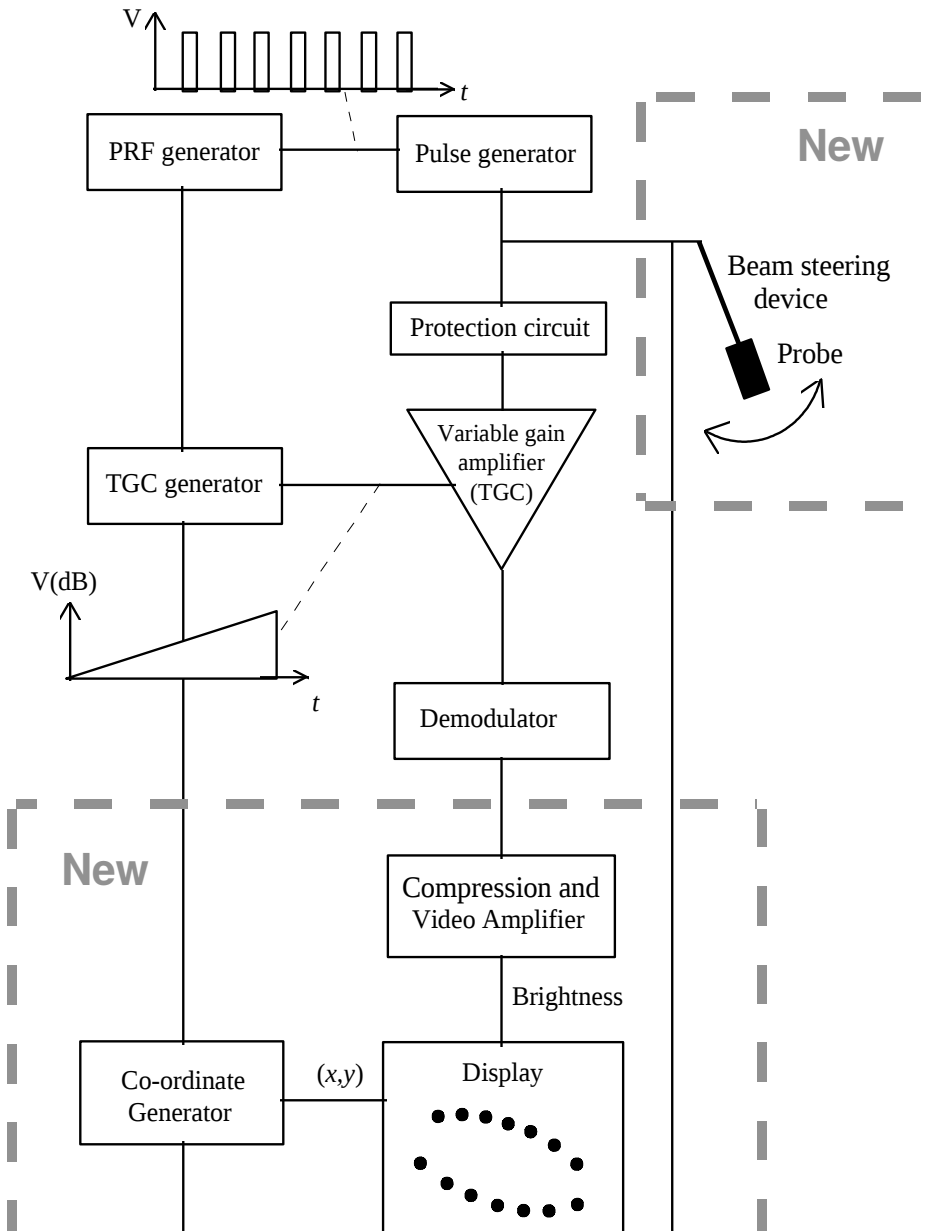 V
t
PRF generator
Pulse generator
New
Beam steering
device
Protection circuit
Probe
Variable gain
amplifier
(TGC)
TGC generator
V(dB)
t
Demodulator
New
Compression and
Video Amplifier
Brightness
Co-ordinate
Generator
(x,y)
Display